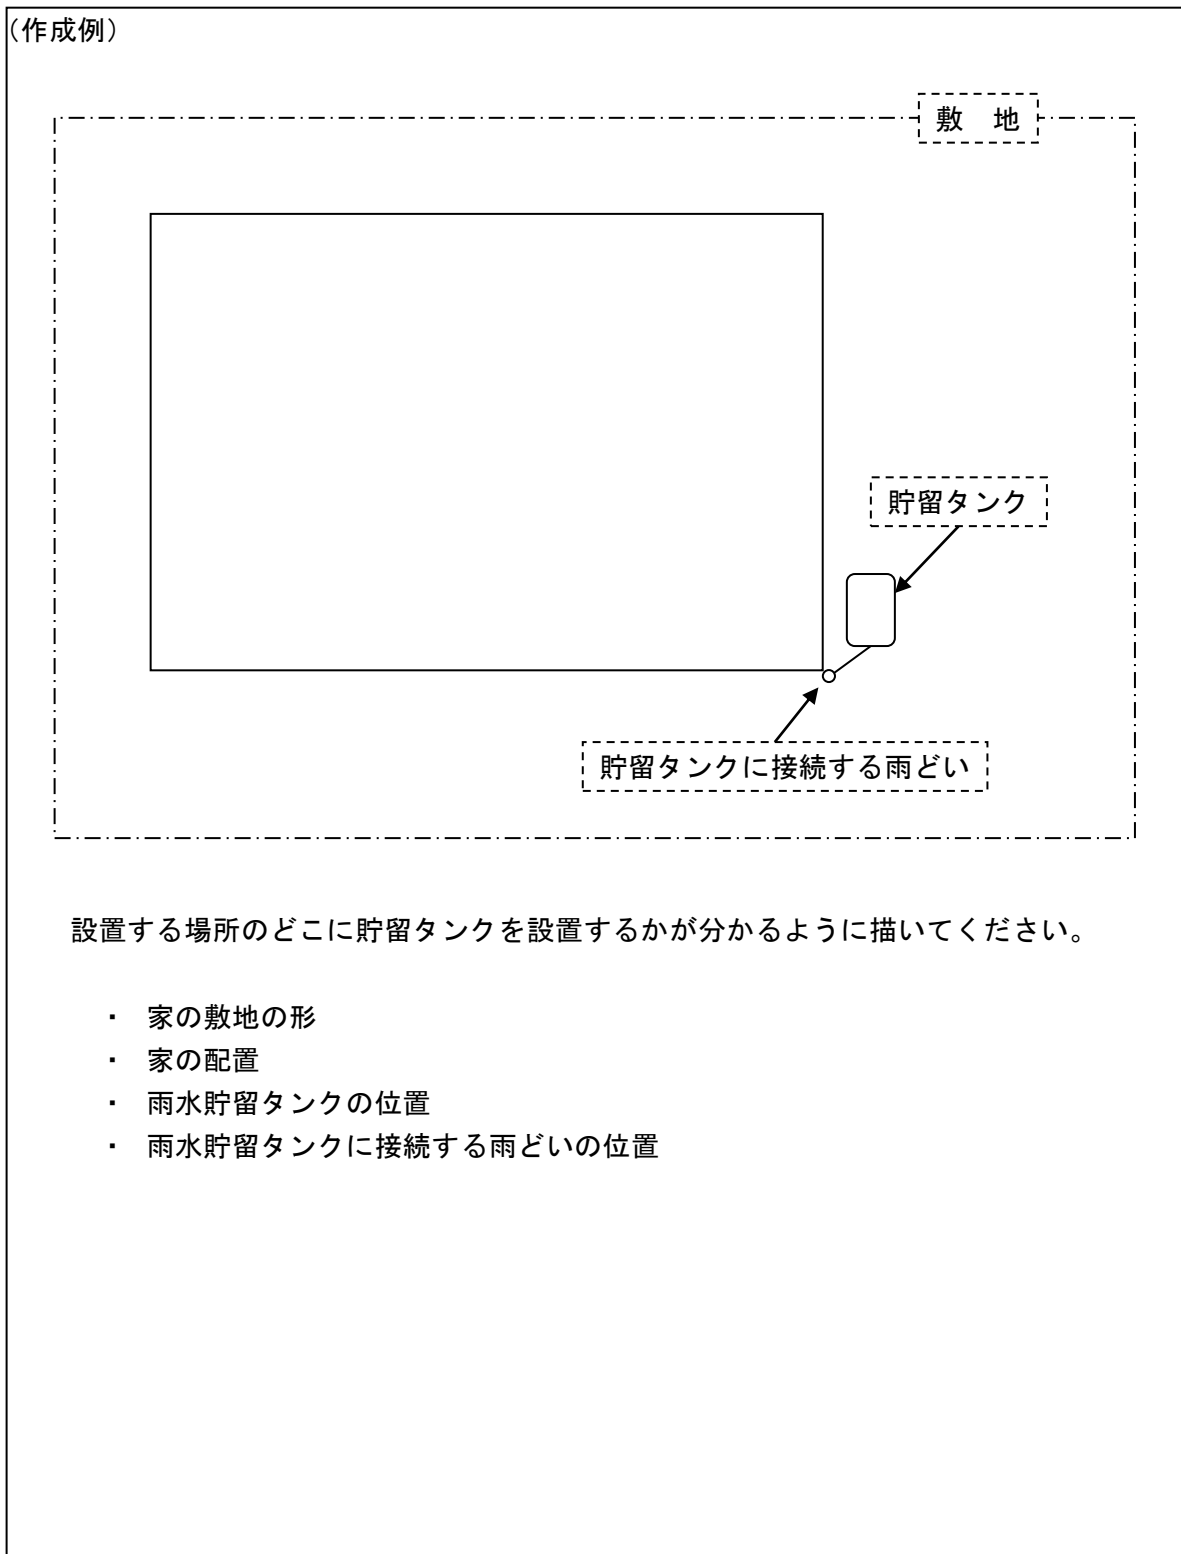 （作成例）
敷　地
貯留タンク
貯留タンクに接続する雨どい
設置する場所のどこに貯留タンクを設置するかが分かるように描いてください。
・　家の敷地の形
・　家の配置
・　雨水貯留タンクの位置
・　雨水貯留タンクに接続する雨どいの位置